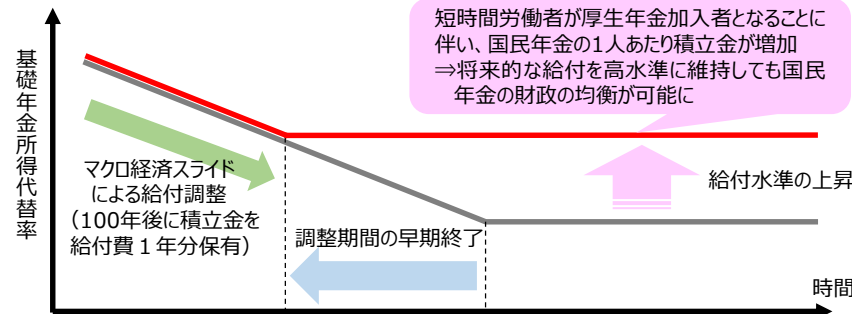 短時間労働者が厚生年金加入者となることに
伴い、国民年金の1人あたり積立金が増加
⇒将来的な給付を高水準に維持しても国民
年金の財政の均衡が可能に
基礎年金所得代替率
マクロ経済スライド
による給付調整
（100年後に積立金を
給付費１年分保有）
給付水準の上昇
調整期間の早期終了
時間